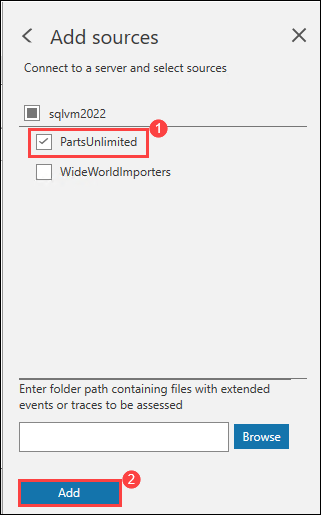 Add sources
Connect to a server and select sources
sqlvm2022
1
PartsUnlimited
WideWorldImporters
Enter folder path containing files with extended
events or traces to be assessed
Browse
2
Add